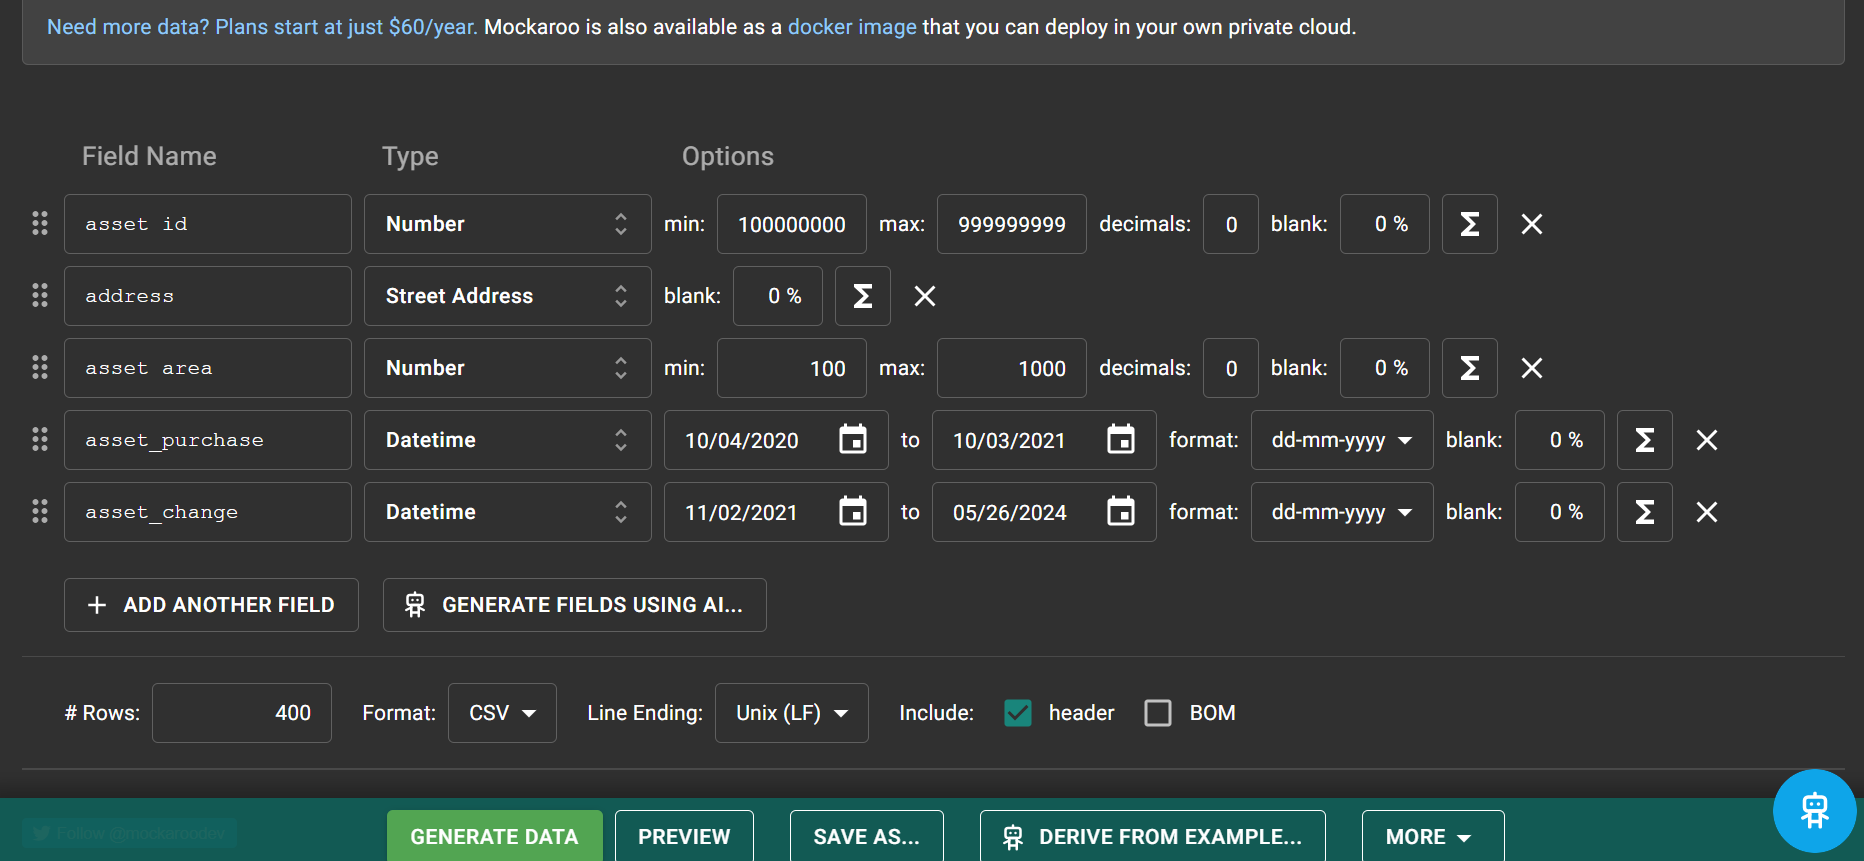 Need more data? Plans start at just $60/year. Mockaroo is also available as a docker image that you can deploy in your own private cloud.
Field Name Type Options
asset id Number min: 100000000 max: 999999999 decimals: 0 blank: 0 % Σ
address Street Address blank: 0 % Σ
asset area Number min: 100 max: 1000 decimals: 0 blank: 0 % Σ
asset_purchase Datetime 10/04/2020 to 10/03/2021 format: dd-mm-yyyy blank: 0 % Σ
asset_change Datetime 11/02/2021 to 05/26/2024 format: dd-mm-yyyy blank: 0 % Σ
+ ADD ANOTHER FIELD GENERATE FIELDS USING AI...
# Rows: 400 Format: CSV Line Ending: Unix (LF) Include: header BOM
Follow @mockaroodev GENERATE DATA PREVIEW SAVE AS... DERIVE FROM EXAMPLE... MORE